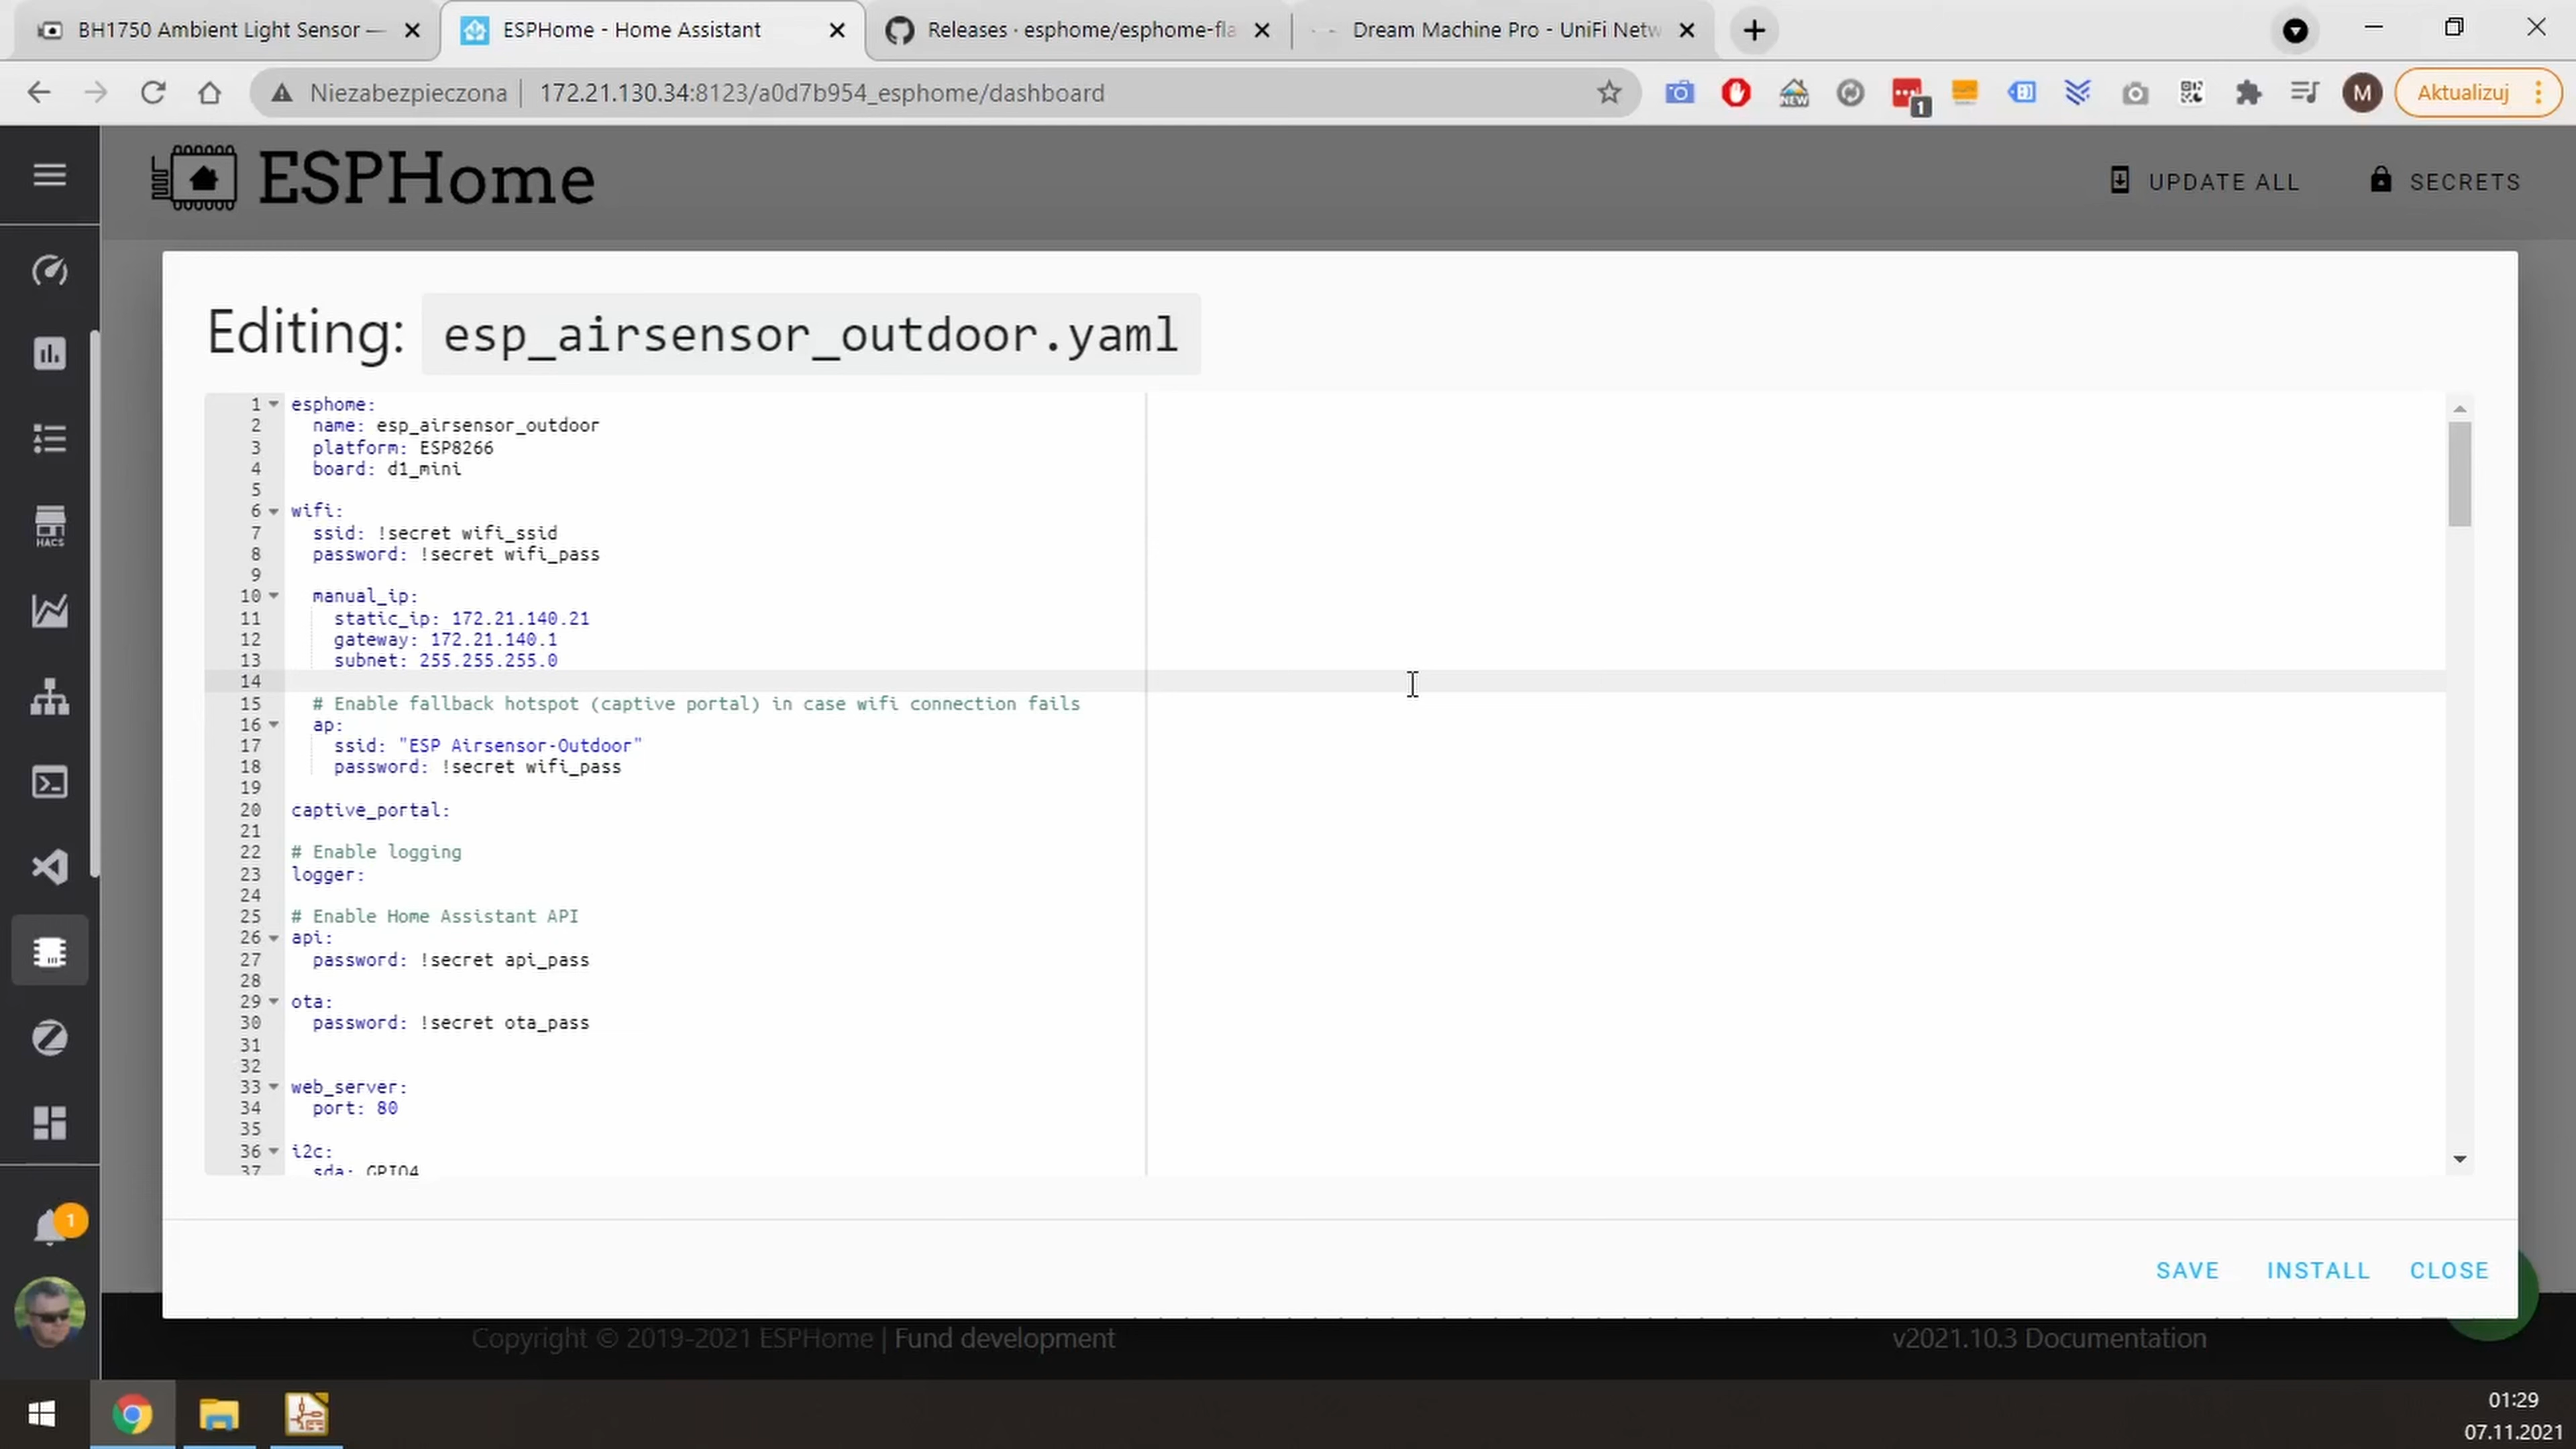 BH1750 Ambient Light Sensor —
ESPHome - Home Assistant
Releases · esphome/esphome-fla
Dream Machine Pro - UniFi Netw
Niezabezpieczona
172.21.130.34:8123/a0d7b954_esphome/dashboard
NEW
1
M
Aktualizuj
ESPHome
UPDATE ALL
SECRETS
HACS
Editing: esp_airsensor_outdoor.yaml
1 esphome:
2 name: esp_airsensor_outdoor
3 platform: ESP8266
4 board: d1_mini
5
6 wifi:
7 ssid: !secret wifi_ssid
8 password: !secret wifi_pass
9
10 manual_ip:
11 static_ip: 172.21.140.21
12 gateway: 172.21.140.1
13 subnet: 255.255.255.0
14
15 # Enable fallback hotspot (captive portal) in case wifi connection fails
16 ap:
17 ssid: "ESP Airsensor-Outdoor"
18 password: !secret wifi_pass
19
20 captive_portal:
21
22 # Enable logging
23 logger:
24
25 # Enable Home Assistant API
26 api:
27 password: !secret api_pass
28
29 ota:
30 password: !secret ota_pass
31
32
33 web_server:
34 port: 80
35
36 i2c:
37 sda: GPIO4
1
SAVE
INSTALL
CLOSE
Copyright © 2019-2021 ESPHome | Fund development
v2021.10.3 Documentation
01:29
07.11.2021